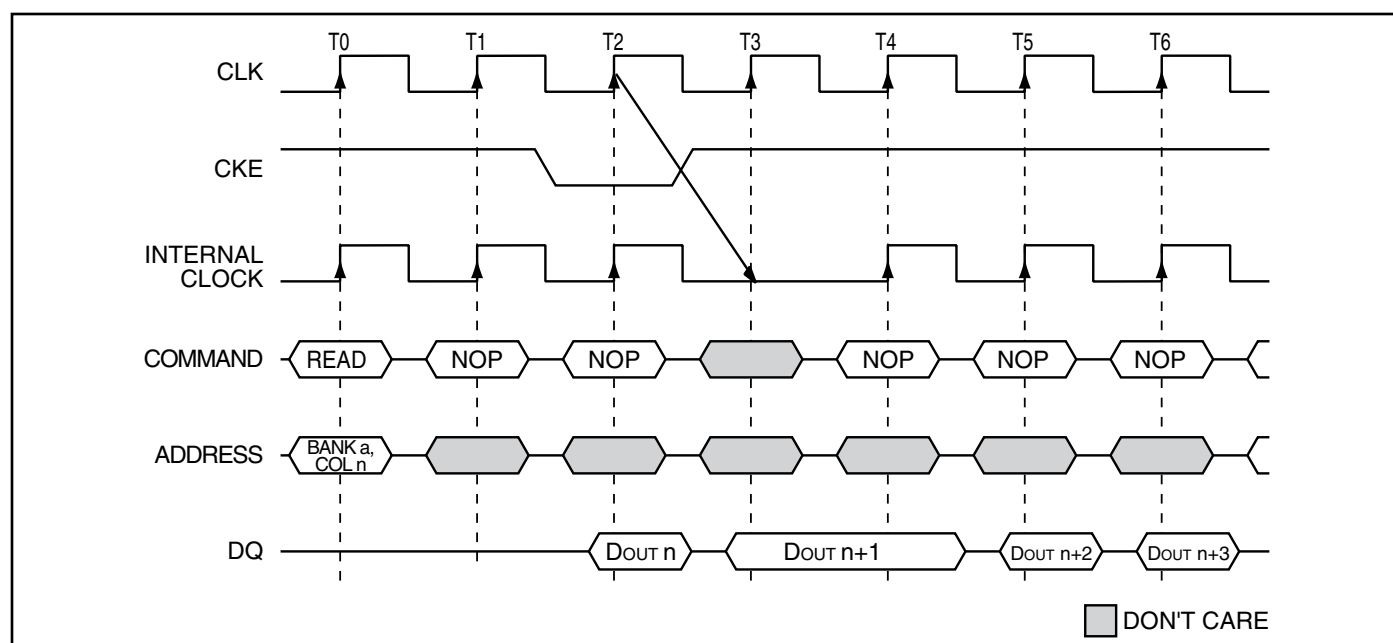 T0 T1 T2 T3 T4 T5 T6
CLK
CKE
INTERNAL
CLOCK
COMMAND READ NOP NOP NOP NOP NOP
ADDRESS BANK a,
COL n
DQ DOUT n DOUT n+1 DOUT n+2 DOUT n+3
DON'T CARE